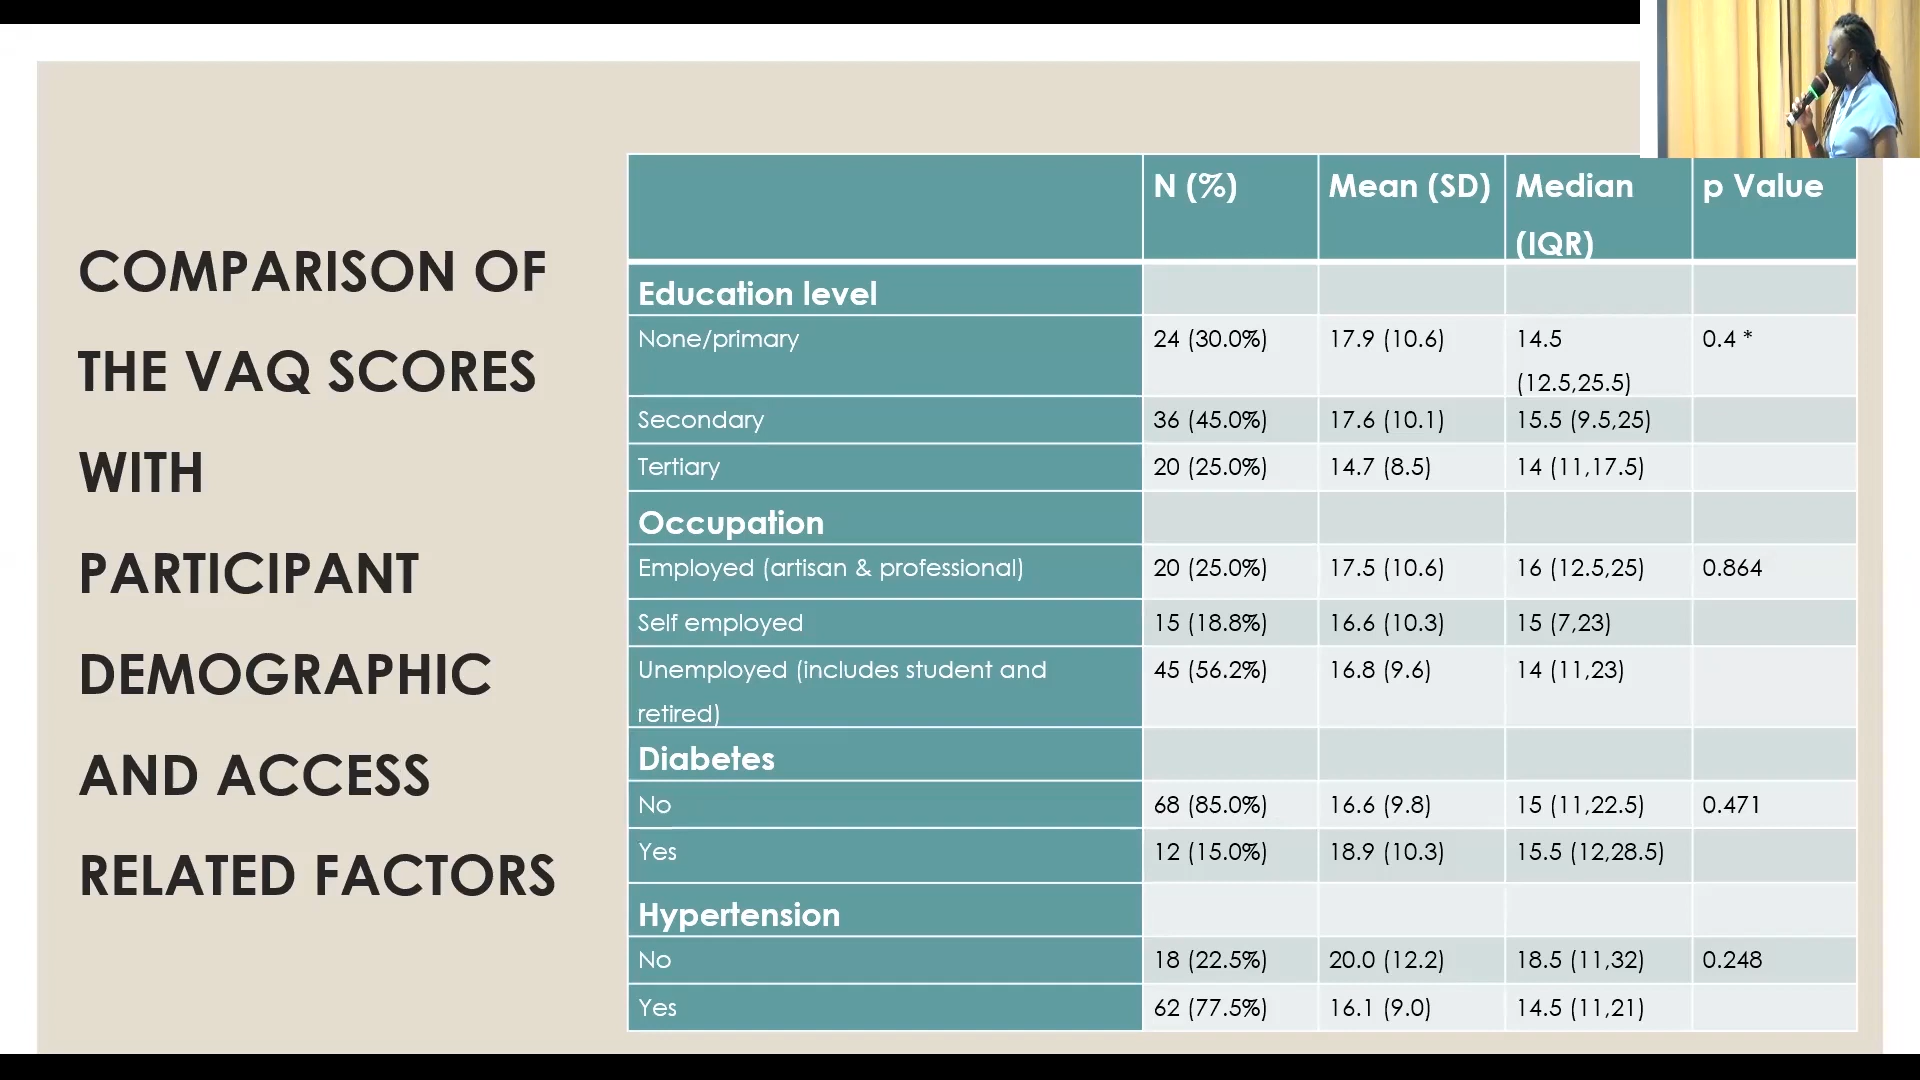 COMPARISON OF
THE VAQ SCORES
WITH
PARTICIPANT
DEMOGRAPHIC
AND ACCESS
RELATED FACTORS
N (%) Mean (SD) Median (IQR) p Value
Education level
None/primary 24 (30.0%) 17.9 (10.6) 14.5 (12.5,25.5) 0.4 *
Secondary 36 (45.0%) 17.6 (10.1) 15.5 (9.5,25)
Tertiary 20 (25.0%) 14.7 (8.5) 14 (11,17.5)
Occupation
Employed (artisan & professional) 20 (25.0%) 17.5 (10.6) 16 (12.5,25) 0.864
Self employed 15 (18.8%) 16.6 (10.3) 15 (7,23)
Unemployed (includes student and retired) 45 (56.2%) 16.8 (9.6) 14 (11,23)
Diabetes
No 68 (85.0%) 16.6 (9.8) 15 (11,22.5) 0.471
Yes 12 (15.0%) 18.9 (10.3) 15.5 (12,28.5)
Hypertension
No 18 (22.5%) 20.0 (12.2) 18.5 (11,32) 0.248
Yes 62 (77.5%) 16.1 (9.0) 14.5 (11,21)